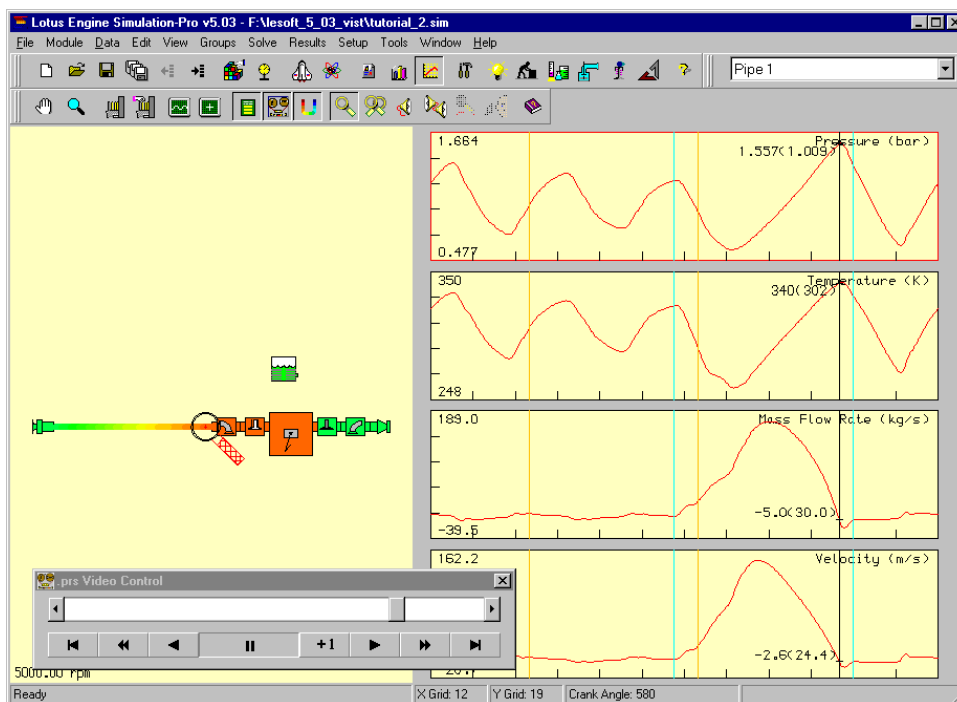 Lotus Engine Simulation-Pro v5.03 - F:\lesoft_5_03_vist\tutorial_2.sim
File Module Data Edit View Groups Solve Results Setup Tools Window Help
Pipe 1
1.664 Pressure (bar)
1.557(1.009)
0.477
350 Temperature (K)
340(302)
248
189.0 Mass Flow Rate (kg/s)
-5.0(30.0)
-39.5
162.2 Velocity (m/s)
-2.6(24.4)
.prs Video Control
+1
5000.00 rpm
Ready X Grid: 12 Y Grid: 19 Crank Angle: 580